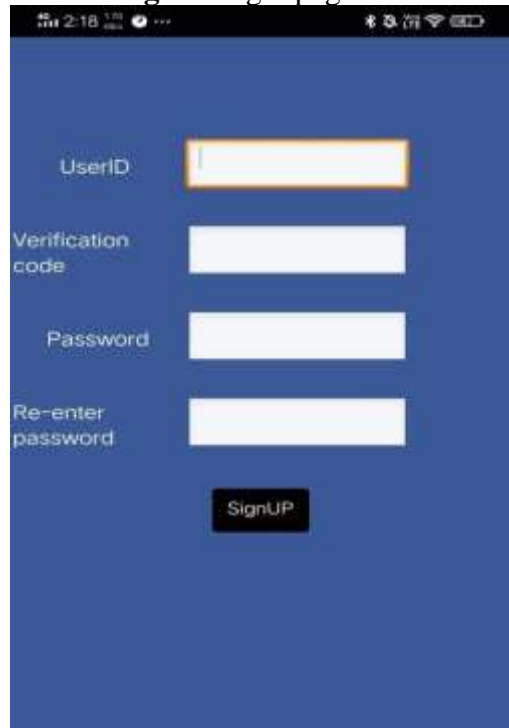 2:18
UserID
Verification
code
Password
Re-enter
password
SignUP